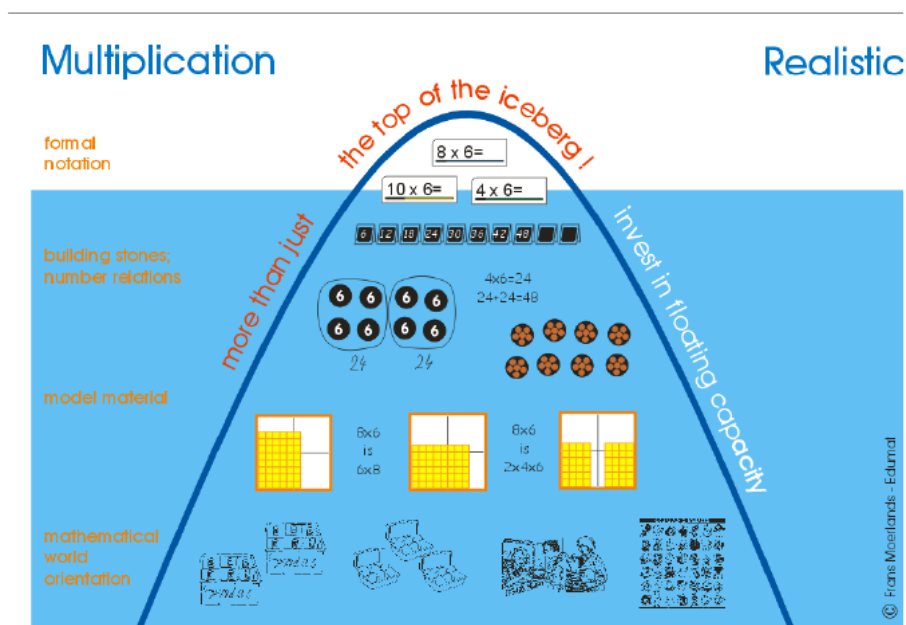 Multiplication
Realistic
the top of the iceberg !
formal
notation
8 x 6=
10 x 6=
4 x 6=
more than just
invest in floating capacity
6 12 18 24 30 36 42 48
building stones;
number relations
4x6=24
24+24=48
6 6 6 6
6 6 6 6
24 24
model material
8x6
is
6x8
8x6
is
2x4x6
mathematical
world
orientation
© Frans Moerlands - Edumat